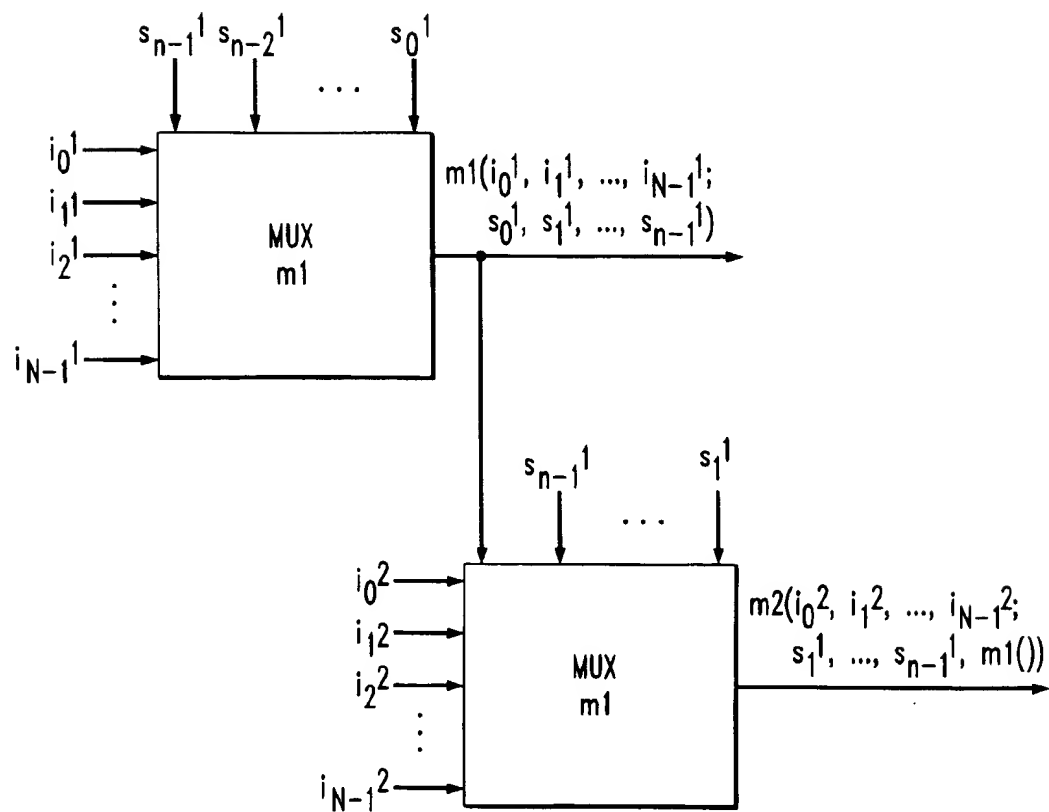 s_{n-1}^1 s_{n-2}^1 ... s_0^1
i_0^1
i_1^1
i_2^1
⋮
i_{N-1}^1
MUX
m1
m1(i_0^1, i_1^1, ..., i_{N-1}^1;
s_0^1, s_1^1, ..., s_{n-1}^1)
s_{n-1}^1 ... s_1^1
i_0^2
i_1^2
i_2^2
⋮
i_{N-1}^2
MUX
m1
m2(i_0^2, i_1^2, ..., i_{N-1}^2;
s_1^1, ..., s_{n-1}^1, m1())